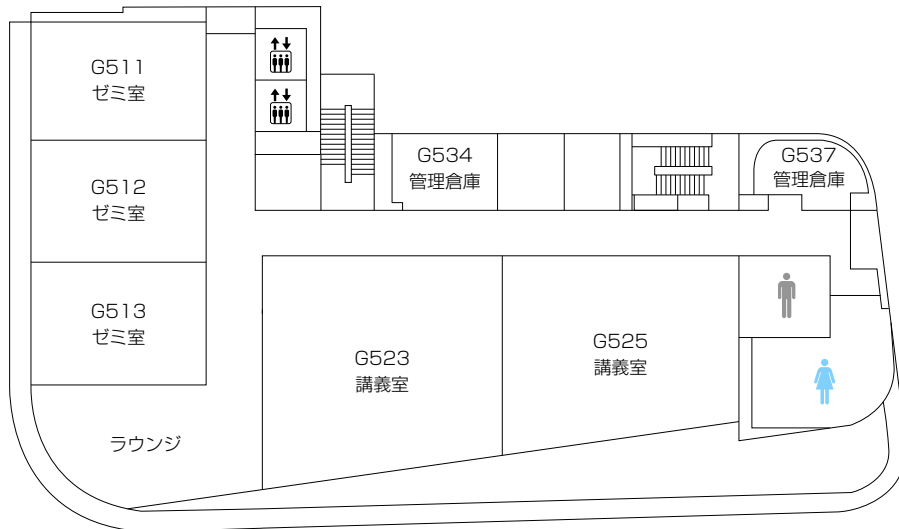 G511
ゼミ室
G512
ゼミ室
G513
ゼミ室
ラウンジ
G534
管理倉庫
G537
管理倉庫
G523
講義室
G525
講義室